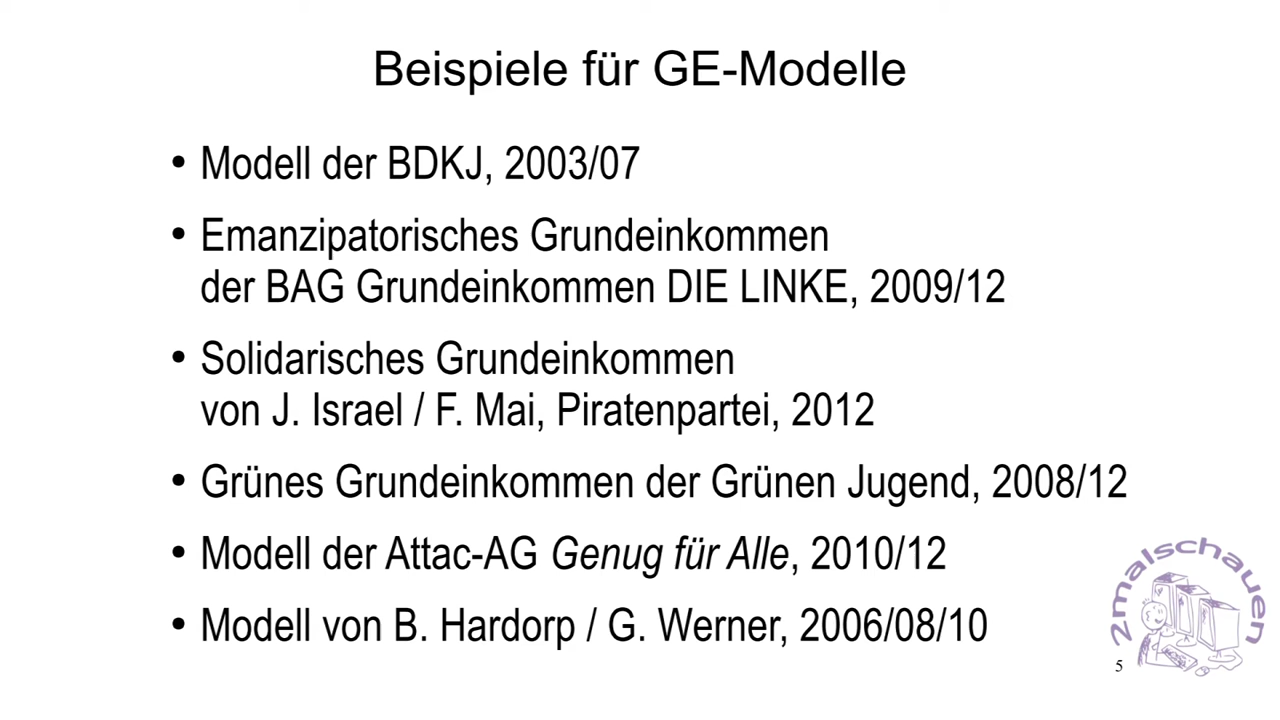 Beispiele für GE-Modelle
• Modell der BDKJ, 2003/07
• Emanzipatorisches Grundeinkommen
der BAG Grundeinkommen DIE LINKE, 2009/12
• Solidarisches Grundeinkommen
von J. Israel / F. Mai, Piratenpartei, 2012
• Grünes Grundeinkommen der Grünen Jugend, 2008/12
• Modell der Attac-AG Genug für Alle, 2010/12
• Modell von B. Hardorp / G. Werner, 2006/08/10
2malschauen
5